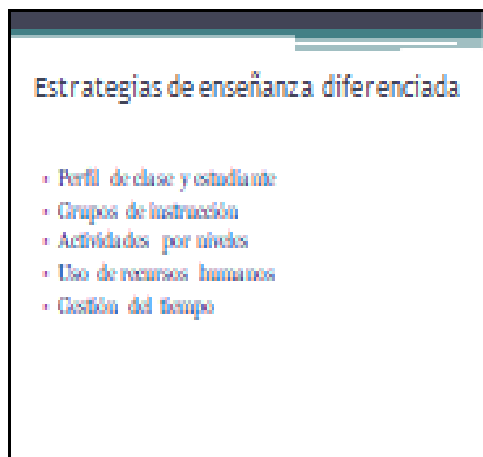 Estrategias de enseñanza diferenciada
Perfil de clase y estudiante
Grupos de instrucción
Actividades por niveles
Uso de recursos humanos
Gestión del tiempo